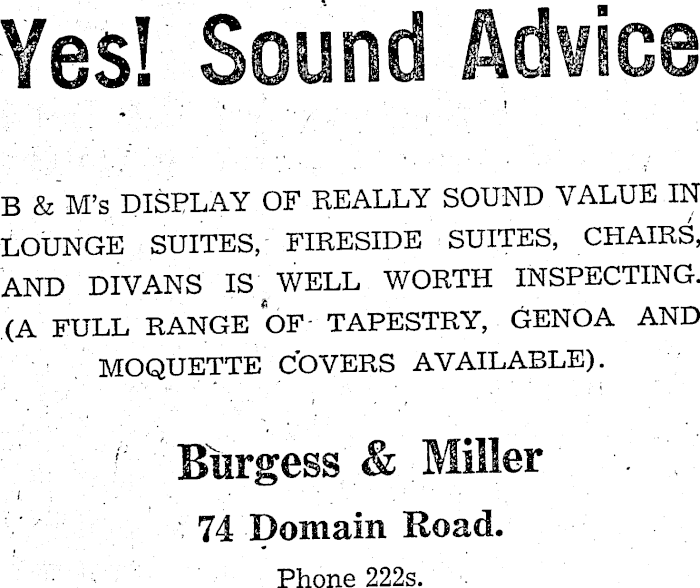 Yes! Sound Advice
B & M's DISPLAY OF REALLY SOUND VALUE IN
LOUNGE SUITES, FIRESIDE SUITES, CHAIRS,
AND DIVANS IS WELL WORTH INSPECTING.
(A FULL RANGE OF TAPESTRY, GENOA AND
MOQUETTE COVERS AVAILABLE).
Burgess & Miller
74 Domain Road.
Phone 222s.